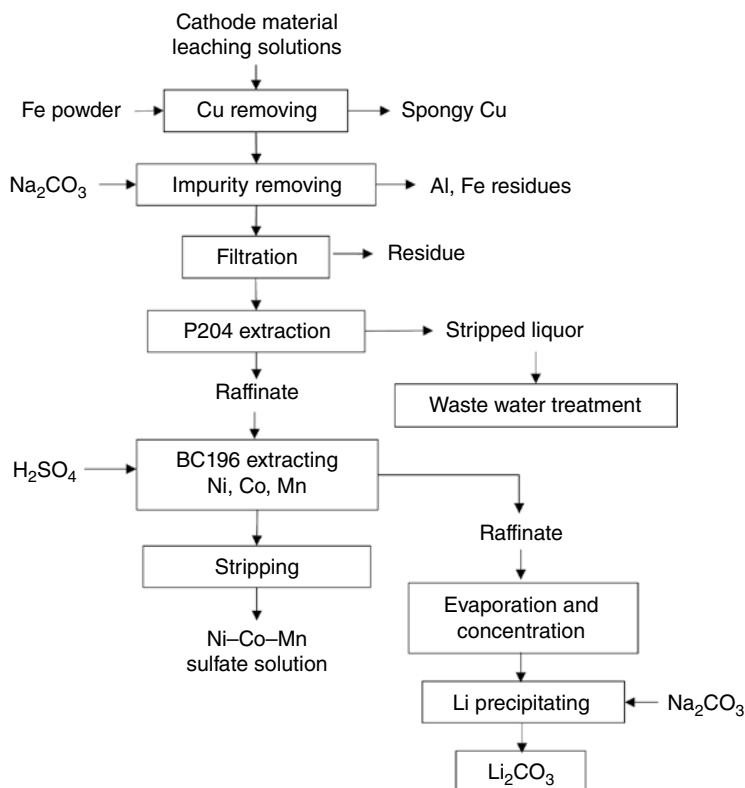 Cathode material
leaching solutions
Fe powder
Cu removing
Spongy Cu
Na₂CO₃
Impurity removing
Al, Fe residues
Filtration
Residue
P204 extraction
Stripped liquor
Raffinate
Waste water treatment
H₂SO₄
BC196 extracting
Ni, Co, Mn
Raffinate
Stripping
Evaporation and
concentration
Ni–Co–Mn
sulfate solution
Li precipitating
Na₂CO₃
Li₂CO₃